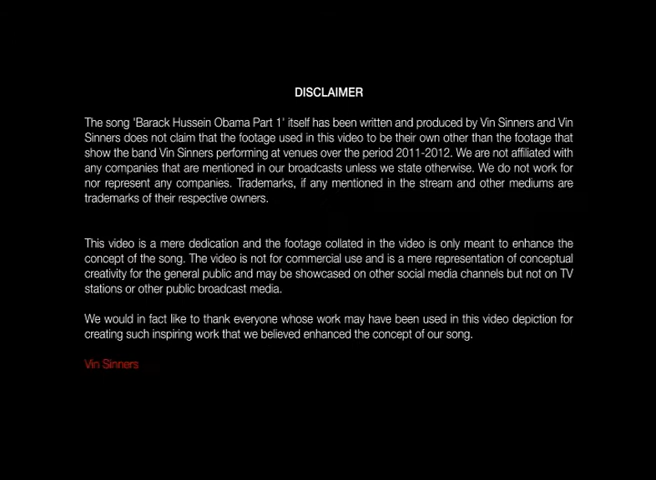 DISCLAIMER
The song 'Barack Hussein Obama Part 1' itself has been written and produced by Vin Sinners and Vin
Sinners does not claim that the footage used in this video to be their own other than the footage that
show the band Vin Sinners performing at venues over the period 2011-2012. We are not affiliated with
any companies that are mentioned in our broadcasts unless we state otherwise. We do not work for
nor represent any companies. Trademarks, if any mentioned in the stream and other mediums are
trademarks of their respective owners.
This video is a mere dedication and the footage collated in the video is only meant to enhance the
concept of the song. The video is not for commercial use and is a mere representation of conceptual
creativity for the general public and may be showcased on other social media channels but not on TV
stations or other public broadcast media.
We would in fact like to thank everyone whose work may have been used in this video depiction for
creating such inspiring work that we believed enhanced the concept of our song.
Vin Sinners